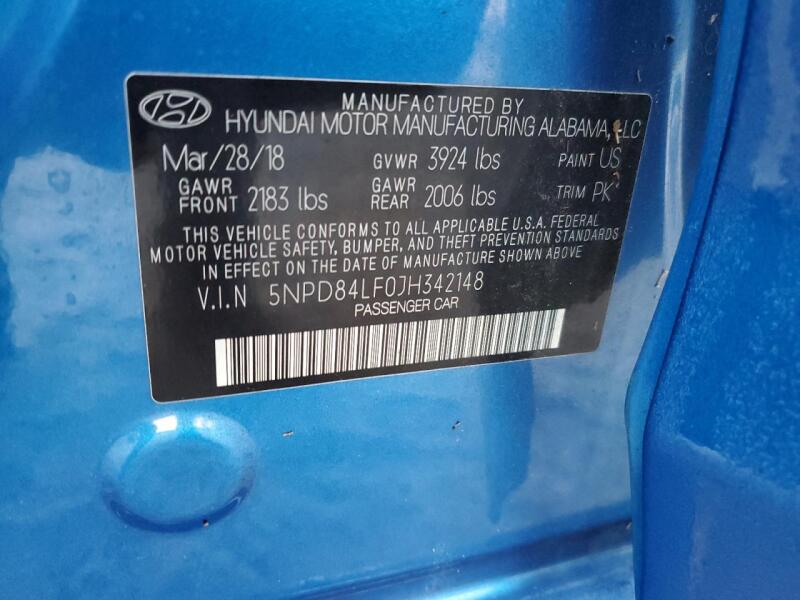 MANUFACTURED BY
HYUNDAI MOTOR MANUFACTURING ALABAMA, LLC
Mar/28/18 GVWR 3924 lbs PAINT US
GAWR FRONT 2183 lbs GAWR REAR 2006 lbs TRIM PK
THIS VEHICLE CONFORMS TO ALL APPLICABLE U.S.A. FEDERAL
MOTOR VEHICLE SAFETY, BUMPER, AND THEFT PREVENTION STANDARDS
IN EFFECT ON THE DATE OF MANUFACTURE SHOWN ABOVE.
V.I.N 5NPD84LF0JH342148
PASSENGER CAR